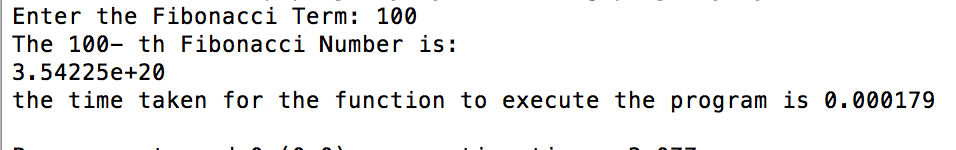 Enter the Fibonacci Term: 100
The 100- th Fibonacci Number is:
3.54225e+20
the time taken for the function to execute the program is 0.000179